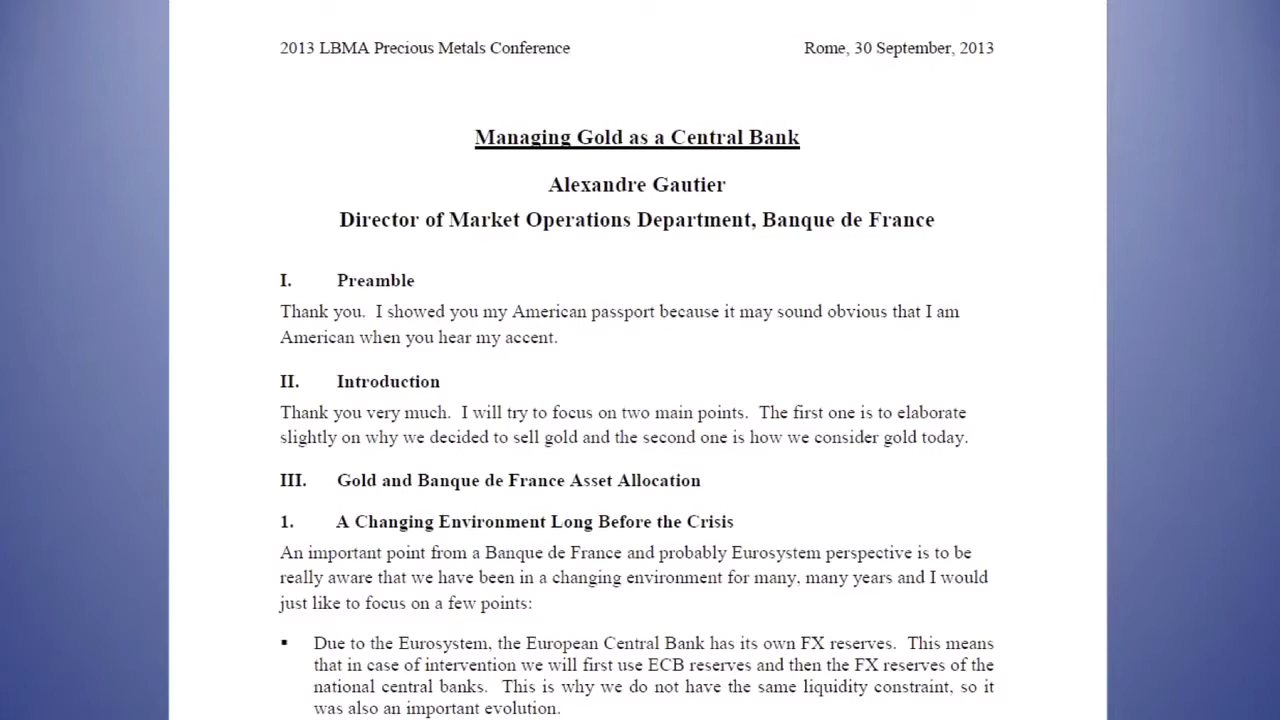 2013 LBMA Precious Metals Conference Rome, 30 September, 2013
Managing Gold as a Central Bank
Alexandre Gautier
Director of Market Operations Department, Banque de France
I. Preamble
Thank you. I showed you my American passport because it may sound obvious that I am
American when you hear my accent.
II. Introduction
Thank you very much. I will try to focus on two main points. The first one is to elaborate
slightly on why we decided to sell gold and the second one is how we consider gold today.
III. Gold and Banque de France Asset Allocation
1. A Changing Environment Long Before the Crisis
An important point from a Banque de France and probably Eurosystem perspective is to be
really aware that we have been in a changing environment for many, many years and I would
just like to focus on a few points:
▪ Due to the Eurosystem, the European Central Bank has its own FX reserves. This means
that in case of intervention we will first use ECB reserves and then the FX reserves of the
national central banks. This is why we do not have the same liquidity constraint, so it
was also an important evolution.